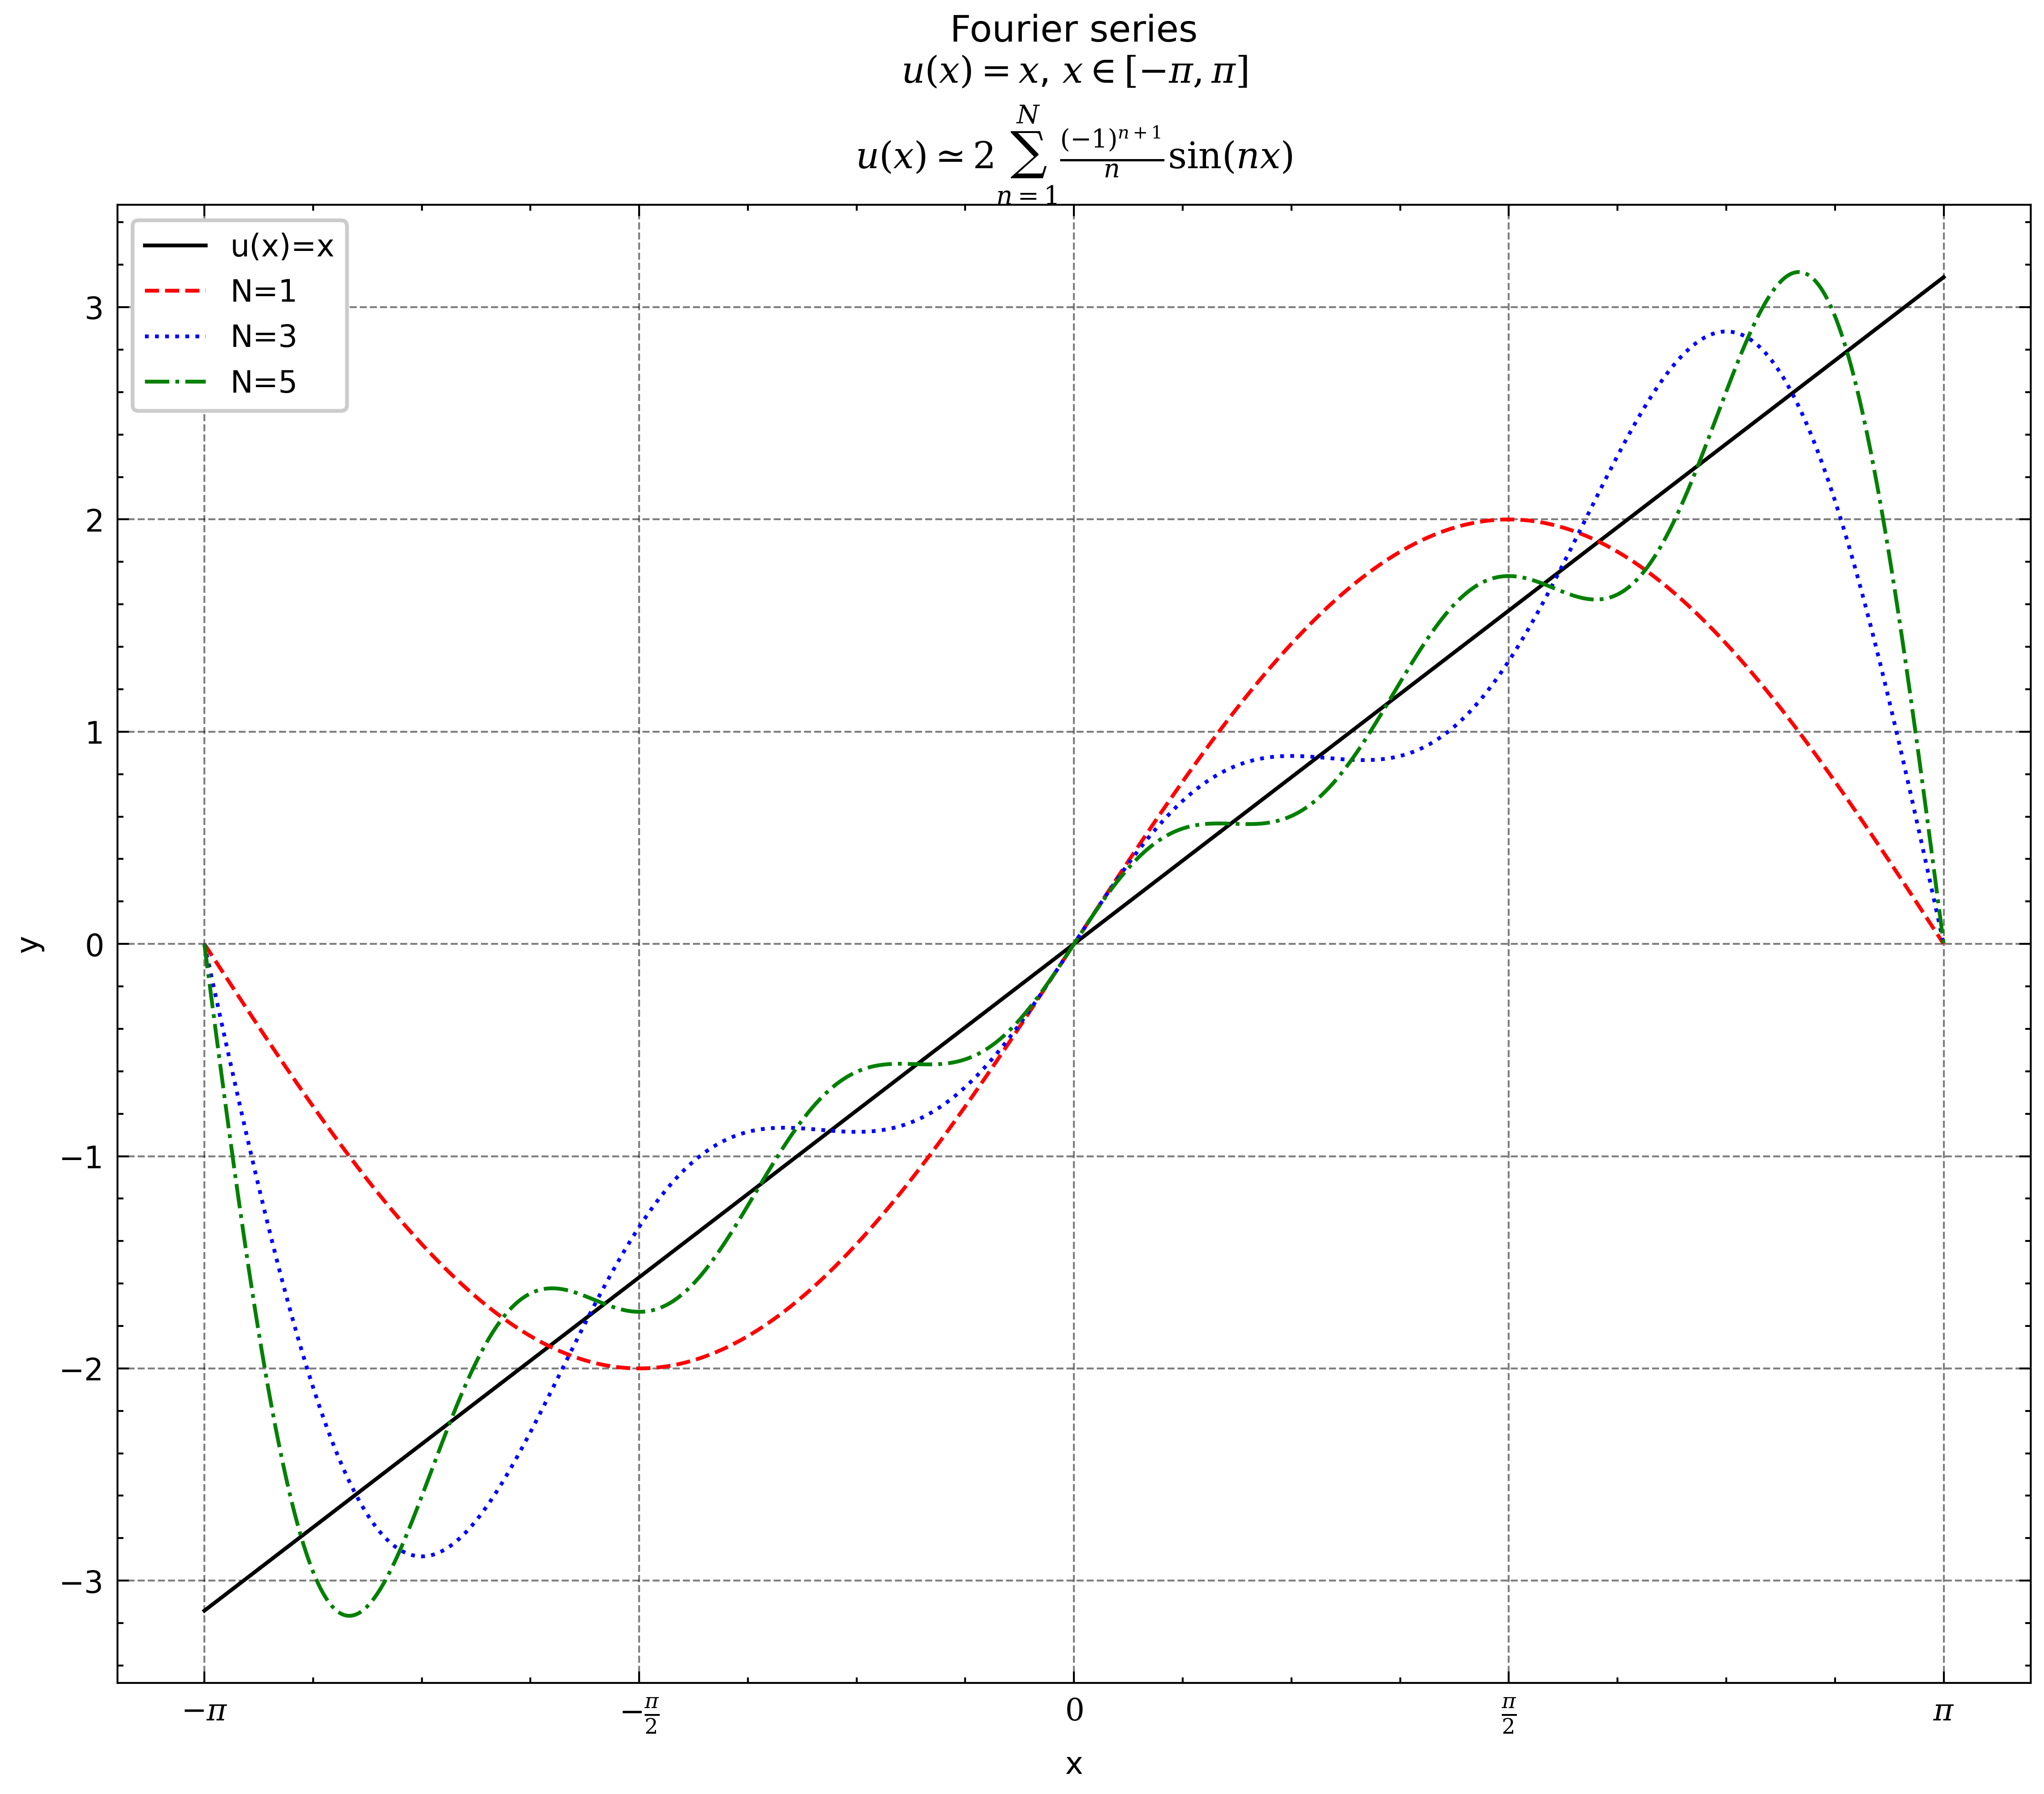 Fourier series
u(x) = x, x ∈ [−π, π]
u(x) ≃ 2 ∑_{n=1}^{N} \frac{(−1)^{n+1}}{n} sin(nx)
u(x)=x
N=1
N=3
N=5
3
2
1
0
−1
−2
−3
y
−π
−π/2
0
π/2
π
x